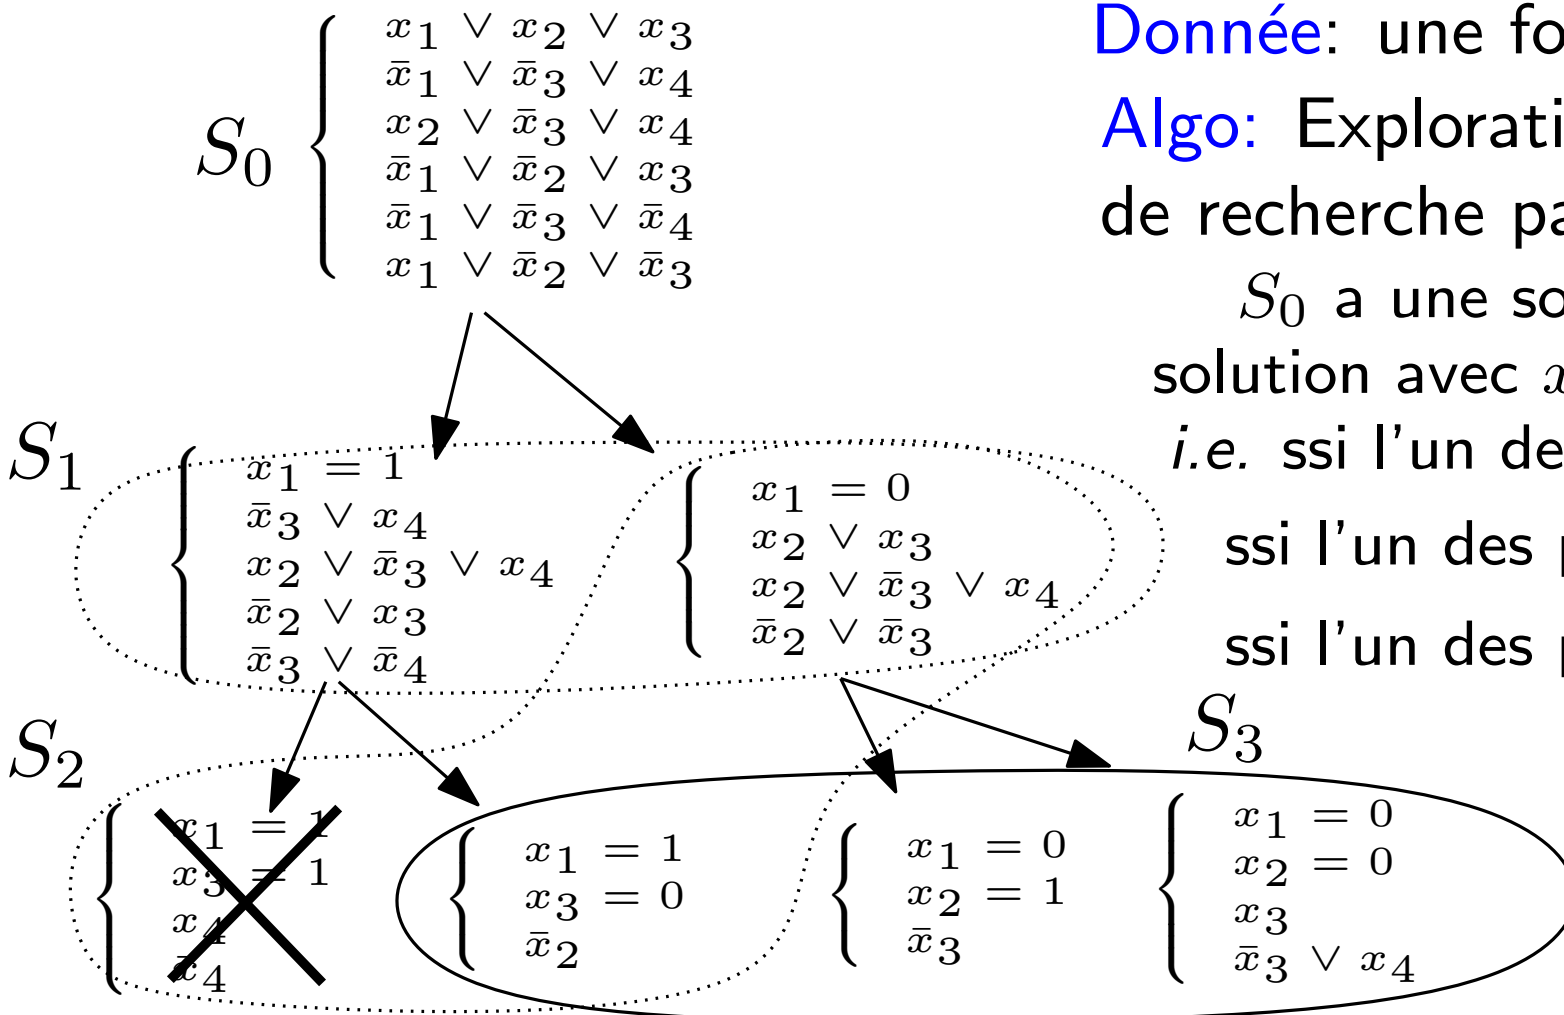 x̄₁ ∨ x₂ ∨ x₃
x̄₁ ∨ x̄₃ ∨ x₄
x₂ ∨ x̄₃ ∨ x₄
x̄₁ ∨ x̄₂ ∨ x₃
x̄₁ ∨ x̄₃ ∨ x̄₄
x₁ ∨ x̄₂ ∨ x̄₃
S₀
Donnée: une fo
Algo: Explorati
de recherche pa
S₀ a une so
solution avec x
i.e. ssi l'un de
ssi l'un des p
ssi l'un des p
S₁
x₁ = 1
x̄₃ ∨ x₄
x₂ ∨ x̄₃ ∨ x₄
x̄₂ ∨ x₃
x̄₃ ∨ x̄₄
x₁ = 0
x₂ ∨ x₃
x₂ ∨ x̄₃ ∨ x₄
x̄₂ ∨ x̄₃
S₂
x₁ = 1
x₃ = 1
x₄
x̄₄
x₁ = 1
x₃ = 0
x̄₂
S₃
x₁ = 0
x₂ = 1
x̄₃
x₁ = 0
x₂ = 0
x₃
x̄₃ ∨ x₄